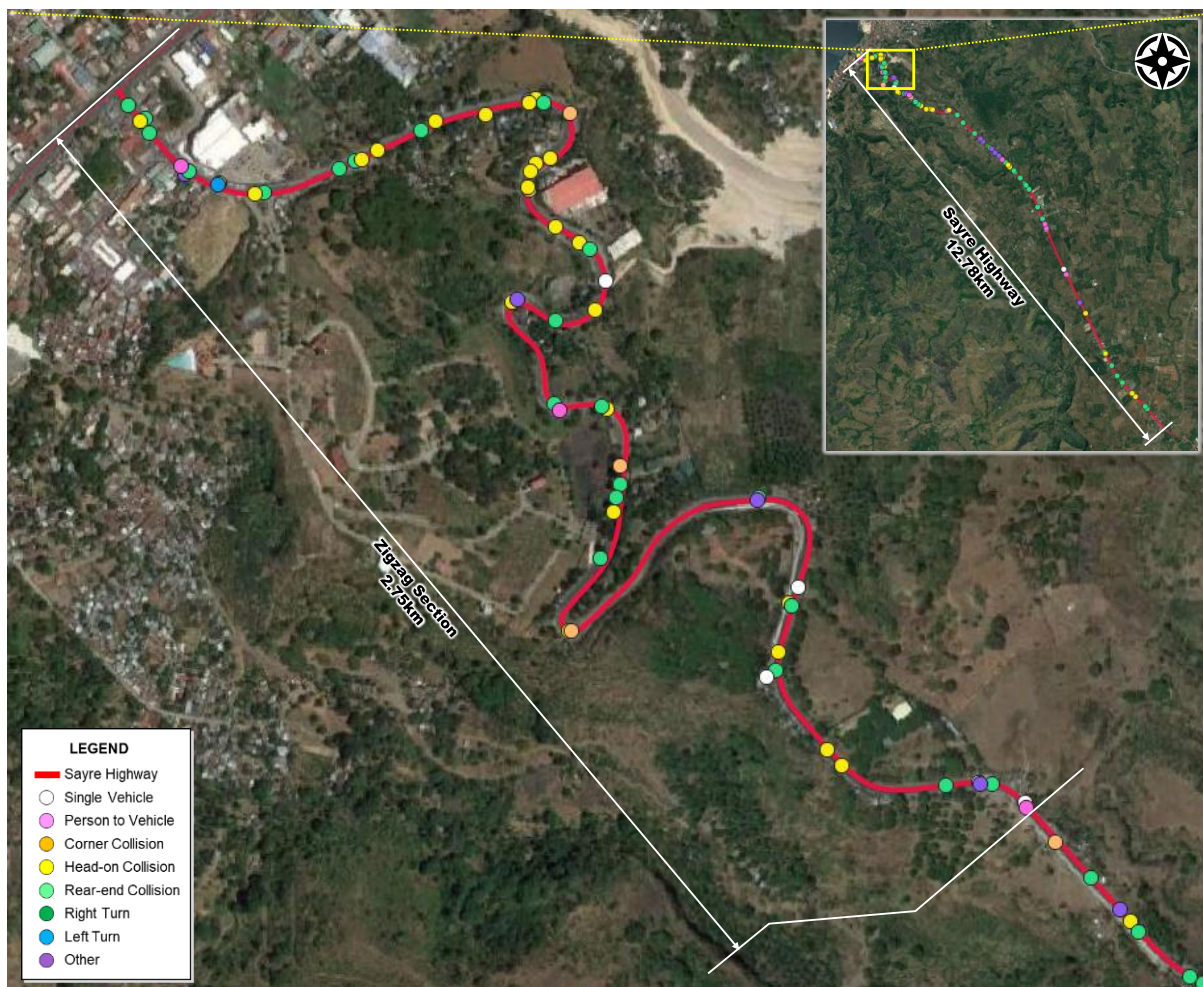 Sayre Highway
12.78km
Zigzag Section
2.75km
LEGEND
Sayre Highway
Single Vehicle
Person to Vehicle
Corner Collision
Head-on Collision
Rear-end Collision
Right Turn
Left Turn
Other